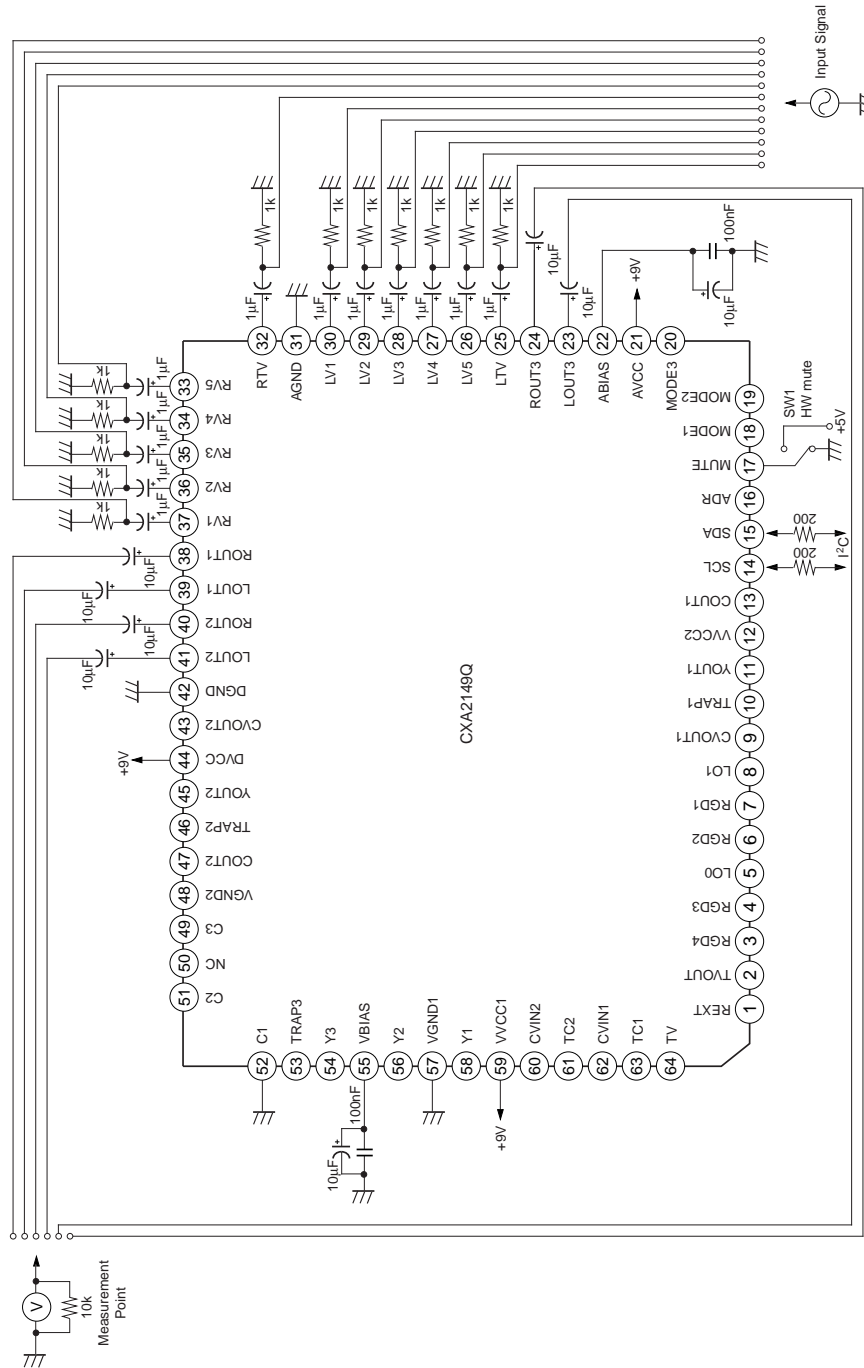 V
10k
Measurement
Point
Input Signal
CXA2149Q
10µF
10µF
10µF
10µF
+9V
1k
1µF
1k
1µF
1k
1µF
1k
1µF
1k
1µF
51 C2
50 NC
49 C3
48 VGND2
47 COUT2
46 TRAP2
45 YOUT2
44 DVCC
43 CVOUT2
42 DGND
41 LOUT2
40 ROUT2
39 LOUT1
38 ROUT1
37 RV1
36 RV2
35 RV3
34 RV4
33 RV5
52 C1
53 TRAP3
54 Y3
55 VBIAS
56 Y2
57 VGND1
58 Y1
59 VVCC1
60 CVIN2
61 TC2
62 CVIN1
63 TC1
64 TV
10µF
100nF
+9V
32 RTV
31 AGND
30 LV1
29 LV2
28 LV3
27 LV4
26 LV5
25 LTV
24 ROUT3
23 LOUT3
22 ABIAS
21 AVCC
20 MODE3
1µF
1k
1µF
1k
1µF
1k
1µF
1k
1µF
1k
1µF
1k
1µF
1k
10µF
10µF
+9V
10µF
100nF
1 REXT
2 TVOUT
3 RGD4
4 RGD3
5 LO0
6 RGD2
7 RGD1
8 LO1
9 CVOUT1
10 TRAP1
11 YOUT1
12 VVCC2
13 COUT1
14 SCL
15 SDA
16 ADR
17 MUTE
18 MODE1
19 MODE2
200
200
I²C
SW1
HW mute
+5V